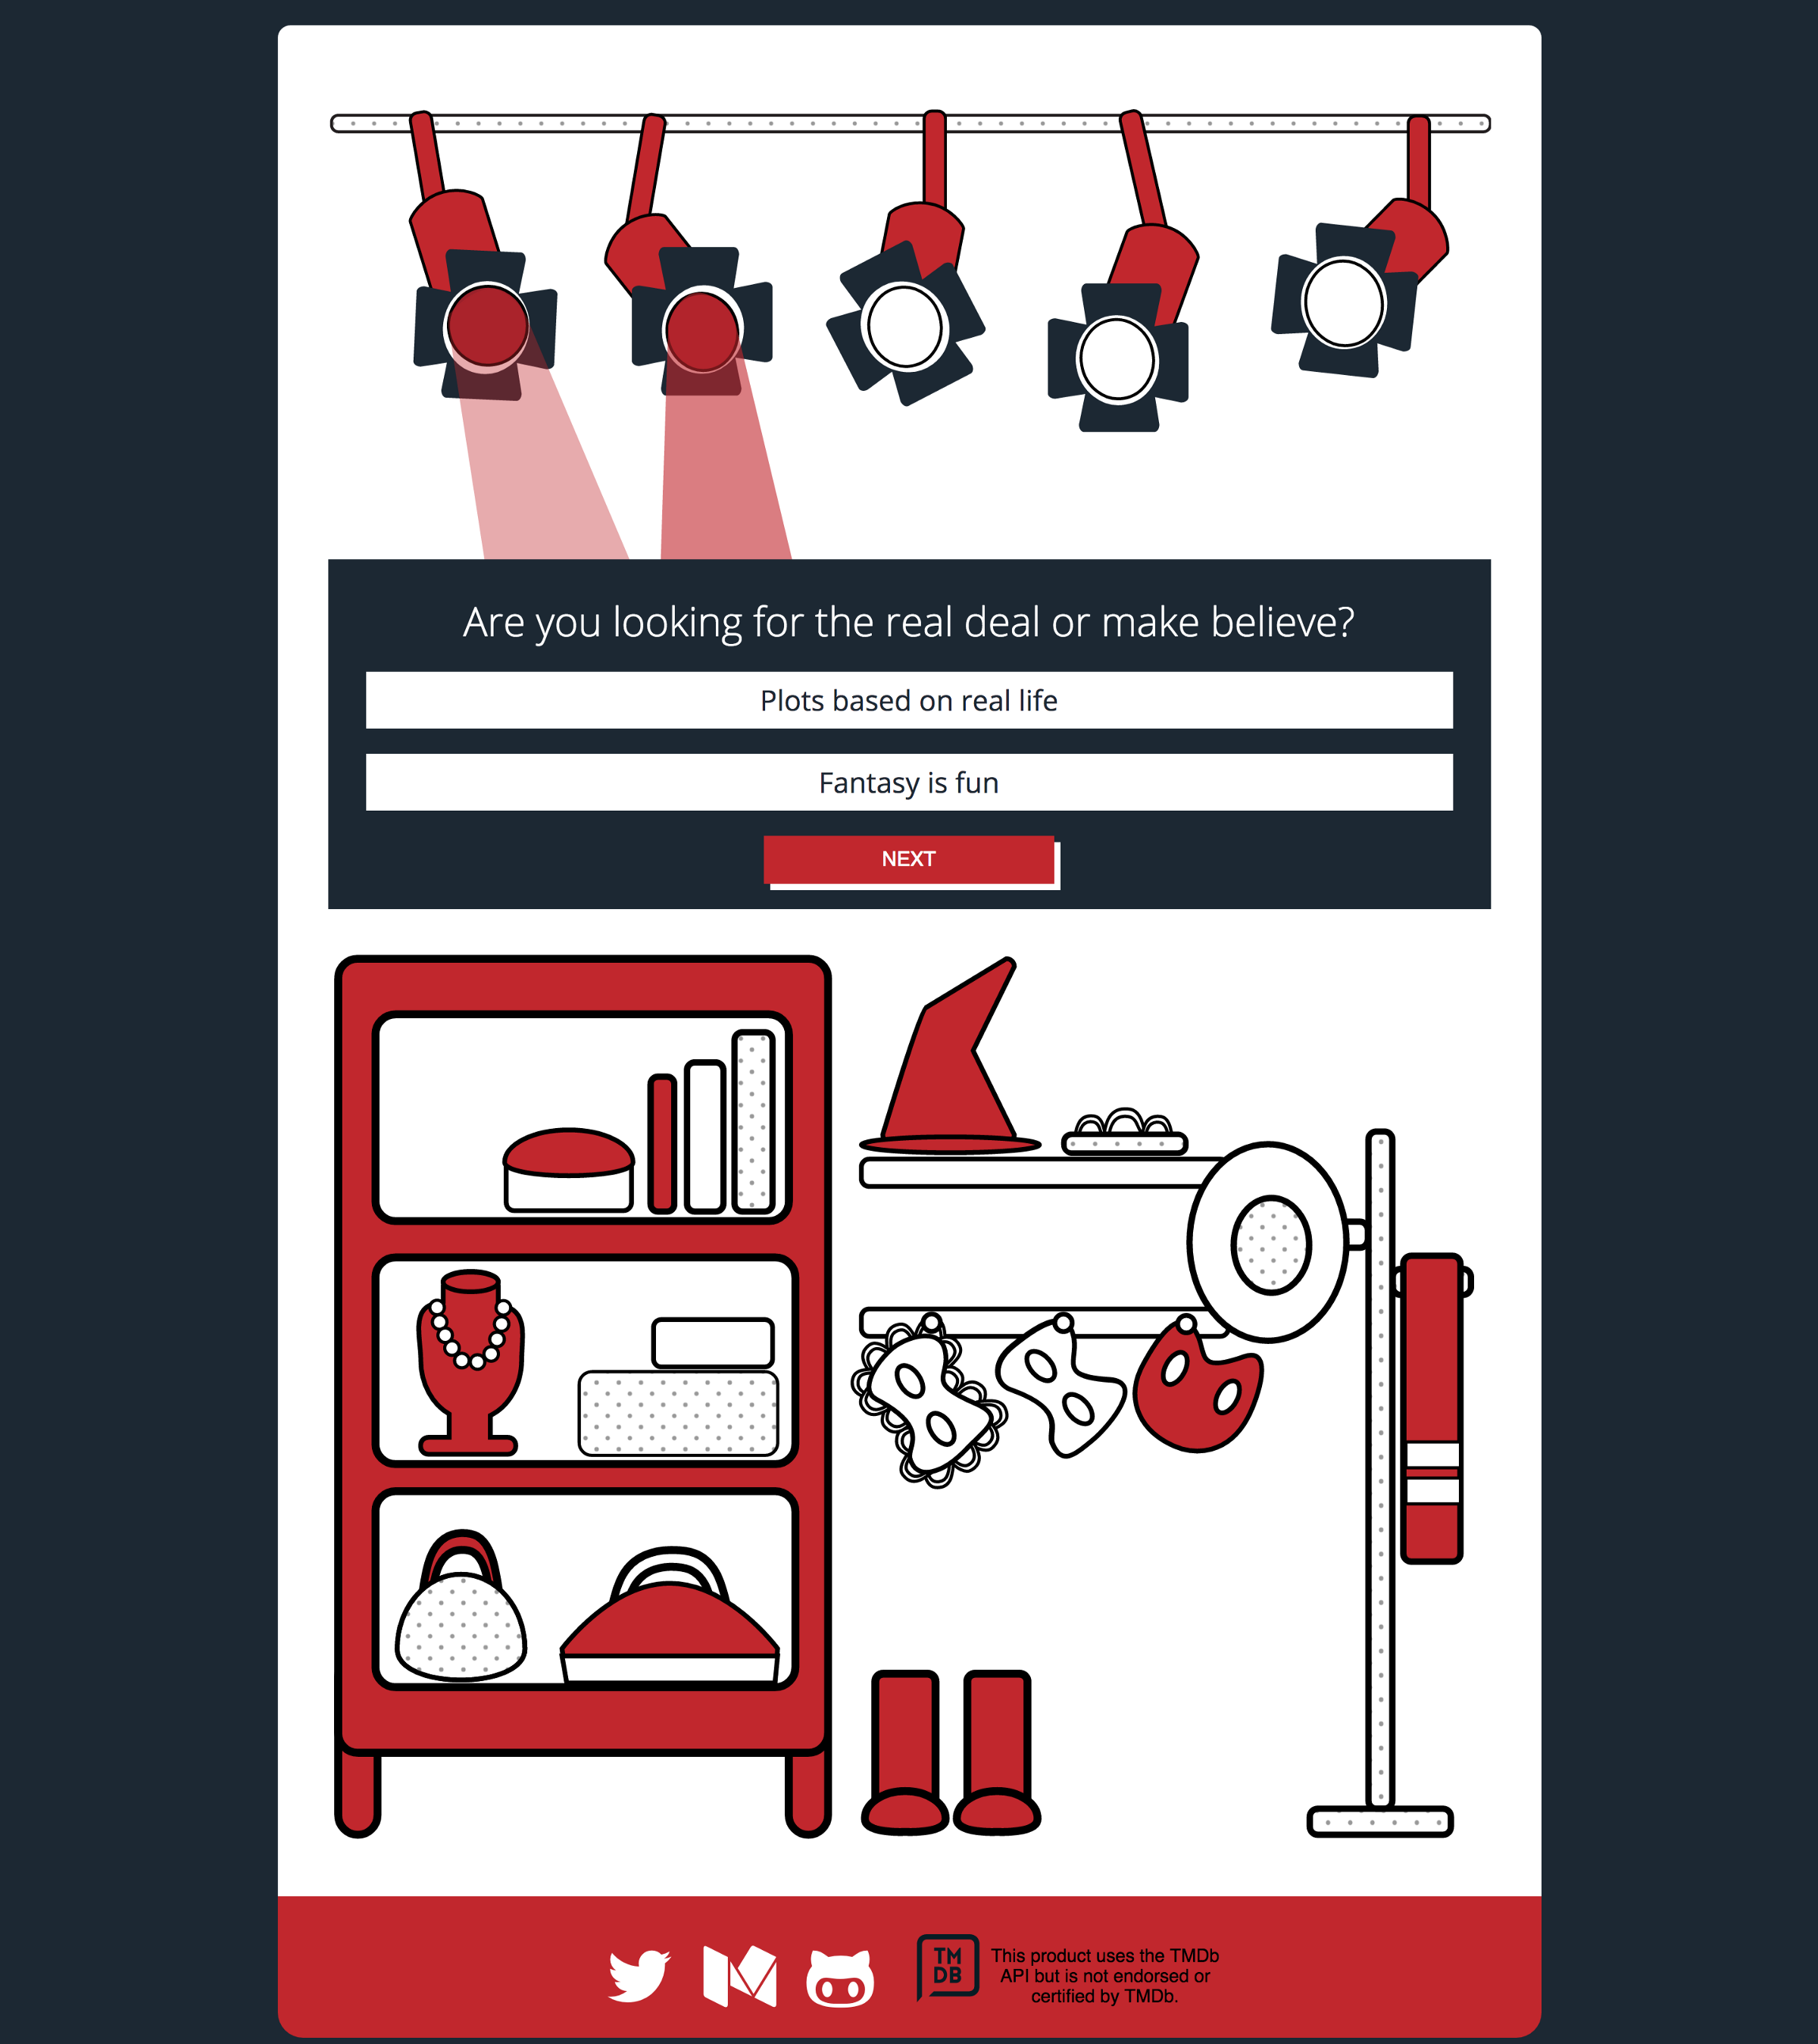 Are you looking for the real deal or make believe?
Plots based on real life
Fantasy is fun
NEXT
TM
DB
This product uses the TMDb
API but is not endorsed or
certified by TMDb.